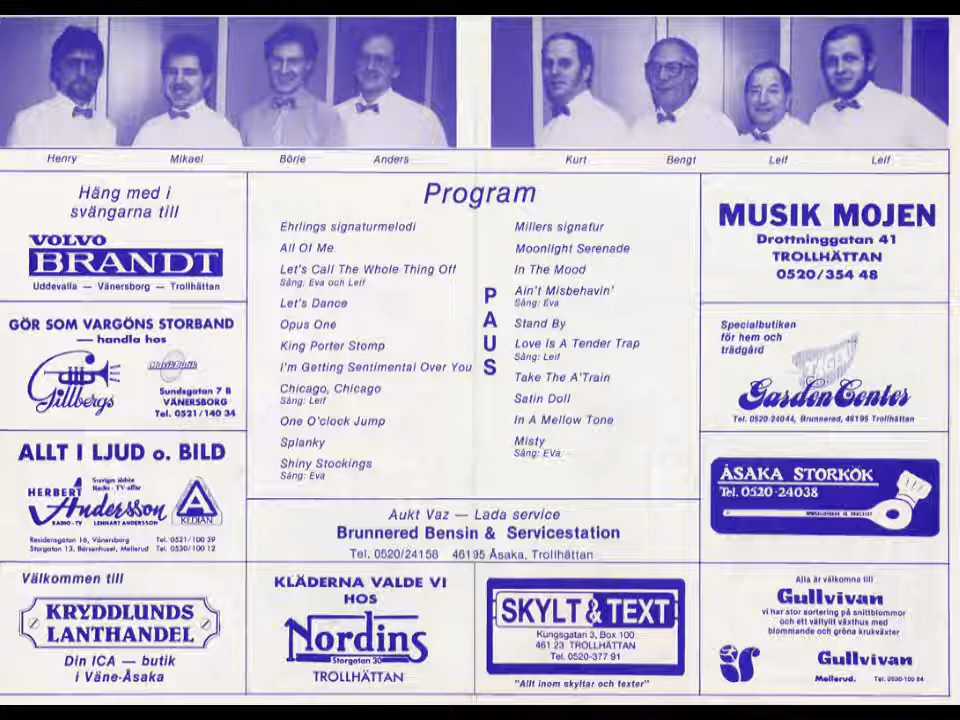 Henry
Mikael
Börje
Anders
Kurt
Bengt
Leif
Leif
Häng med i
svängarna till
VOLVO
BRANDT
Uddevalla — Vänersborg — Trollhättan
GÖR SOM VARGÖNS STORBAND
— handla hos
Gillbergs
Sundsgatan 7 B
VÄNERSBORG
Tel. 0521/140 34
ALLT I LJUD o. BILD
HERBERT
Andersson
RADIO-TV LENNART ANDERSSON
Sveriges äldsta
Radio - TV-affär
KEDJAN
Residensgatan 16, Vänersborg Tel. 0521/100 39
Storgatan 13, Börsenhuset, Mellerud Tel. 0530/100 12
Välkommen till
KRYDDLUNDS
LANTHANDEL
Din ICA — butik
i Väne-Åsaka
Program
Ehrlings signaturmelodi
All Of Me
Let's Call The Whole Thing Off
Sång. Eva och Leif
Let's Dance
Opus One
King Porter Stomp
I'm Getting Sentimental Over You
Chicago, Chicago
Sång: Leif
One O'clock Jump
Splanky
Shiny Stockings
Sång: Eva
P
A
U
S
Millers signatur
Moonlight Serenade
In The Mood
Ain't Misbehavin'
Sång: Eva
Stand By
Love Is A Tender Trap
Sång: Leif
Take The A'Train
Satin Doll
In A Mellow Tone
Misty
Sång: Eva
Aukt Vaz — Lada service
Brunnered Bensin & Servicestation
Tel. 0520/24158 46195 Åsaka, Trollhättan
KLÄDERNA VALDE VI
HOS
Nordins
Storgatan 30
TROLLHÄTTAN
SKYLT & TEXT
Kungsgatan 3, Box 100
461 23 TROLLHÄTTAN
Tel. 0520-377 91
"Allt inom skyltar och texter"
MUSIK MOJEN
Drottninggatan 41
TROLLHÄTTAN
0520/354 48
Specialbutiken
för hem och
trädgård
Garden Center
Tel. 0520-24044, Brunnered, 46195 Trollhättan
ÅSAKA STORKÖK
Tel. 0520-24038
Alla är välkomna till
Gullvivan
vi har stor sortering på snittblommor
och ett välfyllt växthus med
blommande och gröna krukväxter
Gullvivan
Mellerud. Tel. 0530-100 84